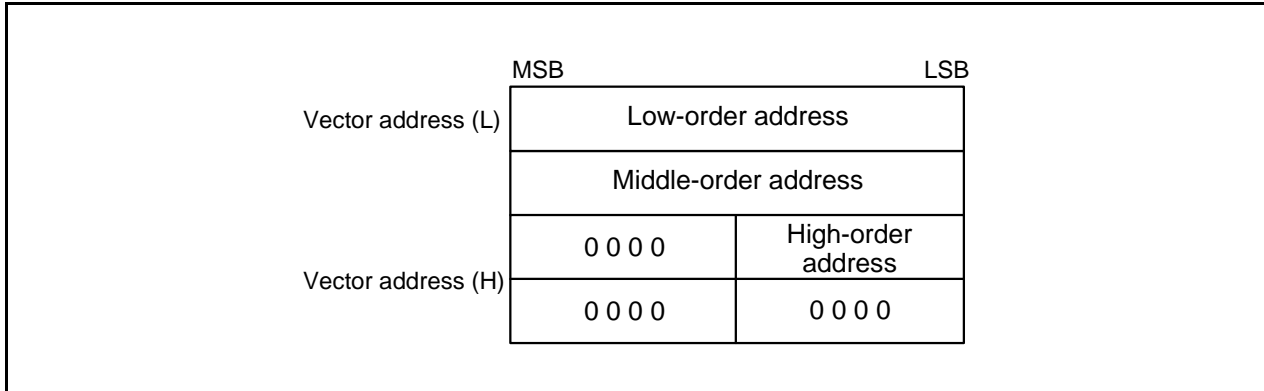 MSB LSB
Vector address (L) Low-order address
Middle-order address
0 0 0 0 High-order
address
Vector address (H)
0 0 0 0 0 0 0 0